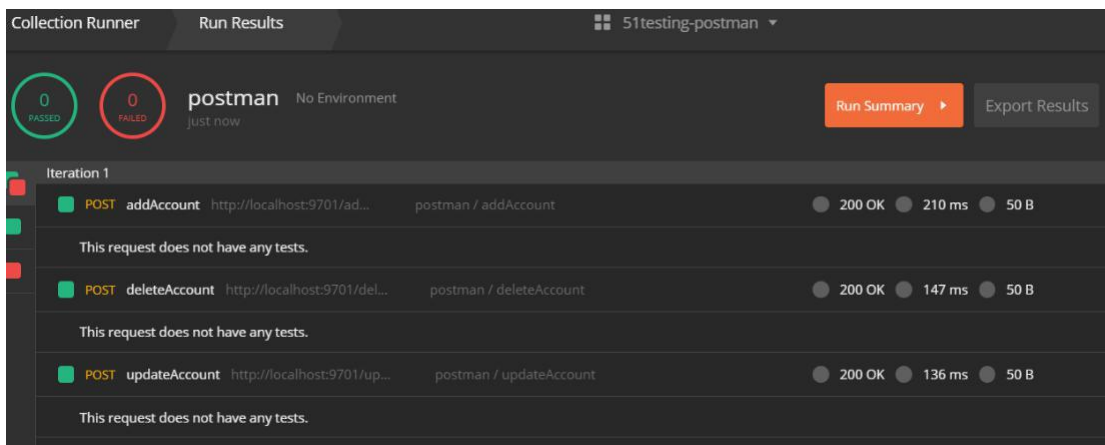 Collection Runner Run Results 51testing-postman
0 PASSED 0 FAILED postman No Environment
just now
Run Summary Export Results
Iteration 1
POST addAccount http://localhost:9701/ad... postman / addAccount 200 OK 210 ms 50 B
This request does not have any tests.
POST deleteAccount http://localhost:9701/del... postman / deleteAccount 200 OK 147 ms 50 B
This request does not have any tests.
POST updateAccount http://localhost:9701/up... postman / updateAccount 200 OK 136 ms 50 B
This request does not have any tests.